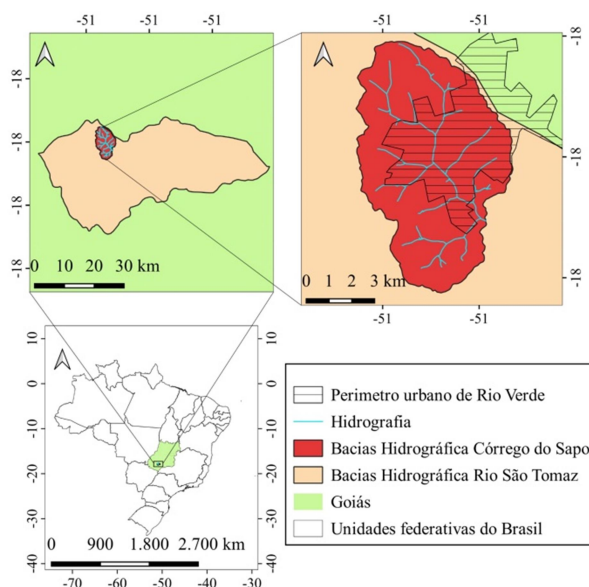 -51 -51
-51 -51
-18
-18
-18
-18
-18
-18
-18
-18
-18
-18
0 10 20 30 km
0 1 2 3 km
-51 -51
-51 -51
10
0
-10
-20
-30
-40
10
0
-10
-20
-30
-40
0 900 1.800 2.700 km
-70 -60 -50 -40 -30
Perimetro urbano de Rio Verde
Hidrografia
Bacias Hidrográfica Córrego do Sapo
Bacias Hidrográfica Rio São Tomaz
Goiás
Unidades federativas do Brasil